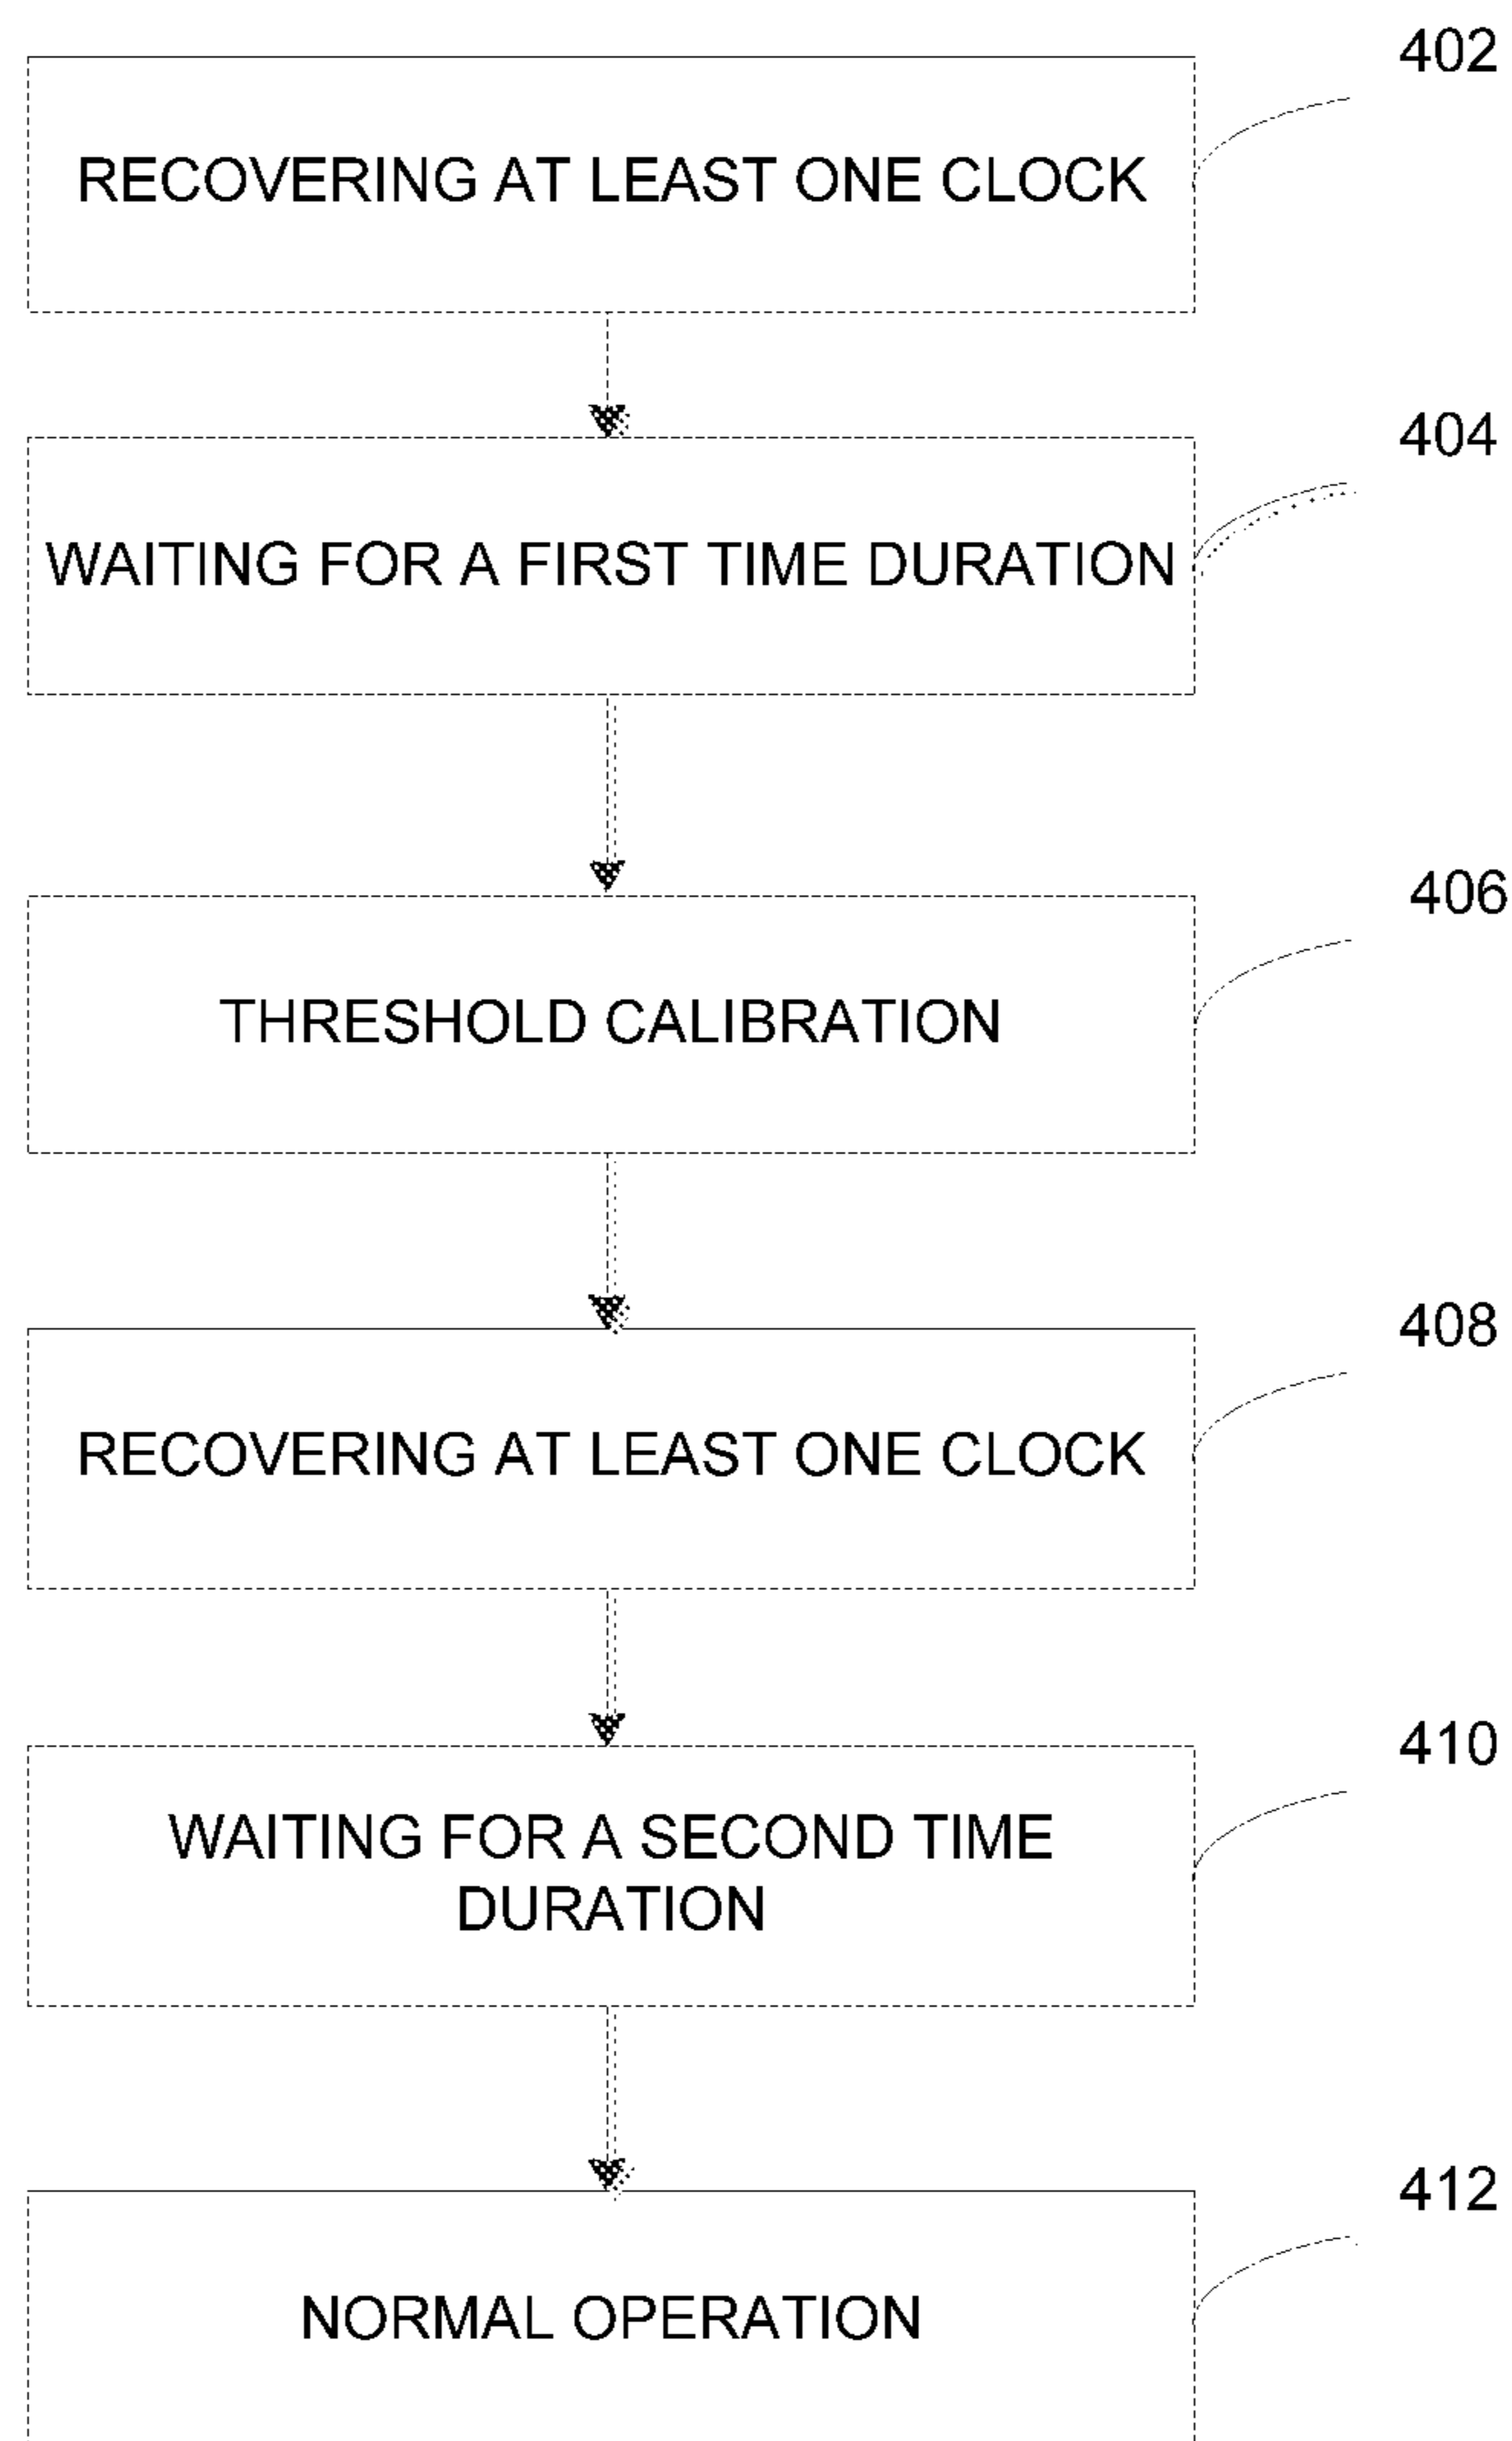 402
RECOVERING AT LEAST ONE CLOCK
404
WAITING FOR A FIRST TIME DURATION
406
THRESHOLD CALIBRATION
408
RECOVERING AT LEAST ONE CLOCK
410
WAITING FOR A SECOND TIME
DURATION
412
NORMAL OPERATION